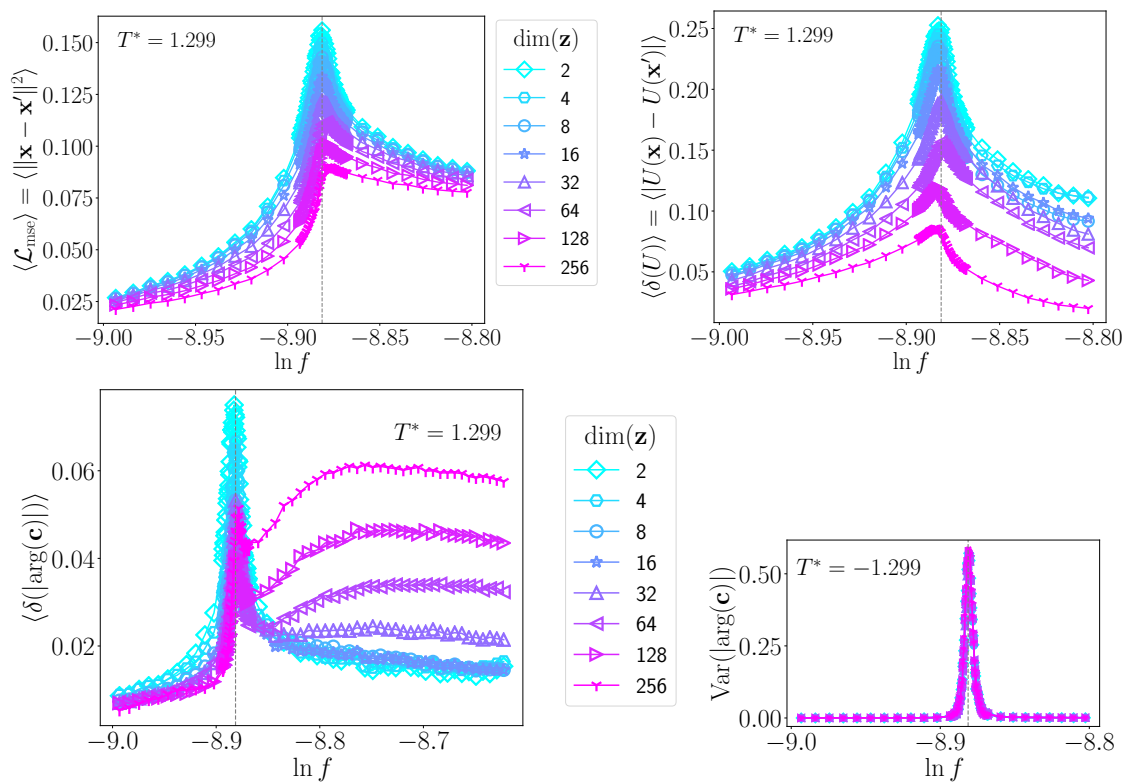 ⟨𝓛mse⟩ = ⟨||x − x′||²⟩
0.150
0.125
0.100
0.075
0.050
0.025
T* = 1.299
−9.00 −8.95 −8.90 −8.85 −8.80
ln f
dim(z)
2
4
8
16
32
64
128
256
⟨δ(U)⟩ = ⟨|U(x) − U(x′)|⟩
0.25
0.20
0.15
0.10
0.05
T* = 1.299
−9.00 −8.95 −8.90 −8.85 −8.80
ln f
⟨δ(|arg(c)|)⟩
0.06
0.04
0.02
T* = 1.299
−9.0 −8.9 −8.8 −8.7
ln f
dim(z)
2
4
8
16
32
64
128
256
Var(|arg(c)|)
0.50
0.25
0.00
T* = −1.299
−9.0 −8.9 −8.8
ln f